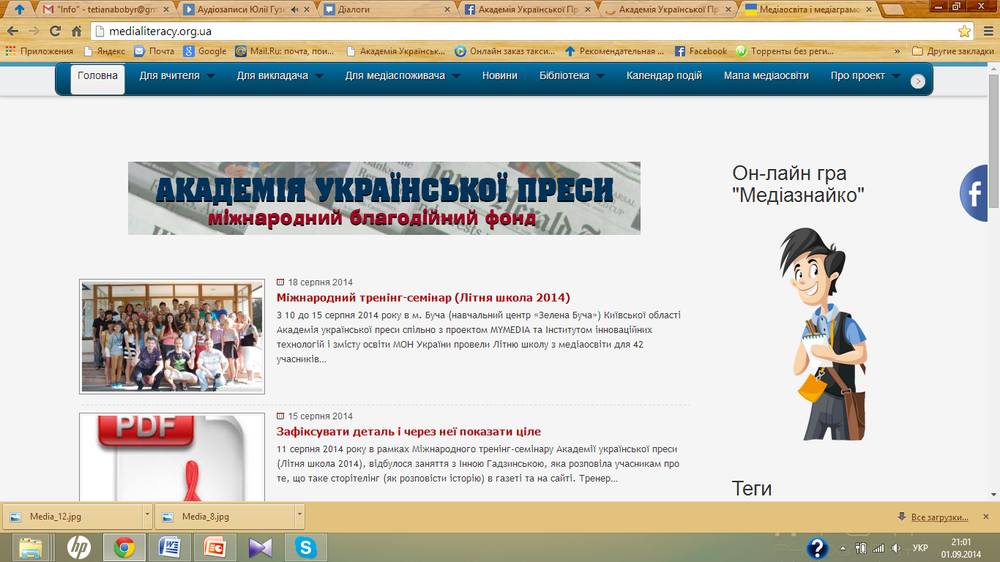 "Info" - tetianabobyr@gm
Аудіозаписи Юлії Гузи
Діалоги
Академія Української Пр
Академія Української Пр
Медіаосвіта і медіаграмо
medialiteracy.org.ua
Приложения
Яндекс
Почта
Google
Mail.Ru: почта, пои...
Академія Українськ...
Онлайн заказ такси...
Рекомендательная ...
Facebook
Торренты без реги...
»
Другие закладки
Головна
Для вчителя
Для викладача
Для медіаспоживача
Новини
Бібліотека
Календар подій
Мапа медіаосвіти
Про проект
АКАДЕМІЯ УКРАЇНСЬКОЇ ПРЕСИ
міжнародний благодійний фонд
18 серпня 2014
Міжнародний тренінг-семінар (Літня школа 2014)
З 10 до 15 серпня 2014 року в м. Буча (навчальний центр «Зелена Буча») Київської області
Академія української преси спільно з проектом MYMEDIA та Інститутом інноваційних
технологій і змісту освіти МОН України провели Літню школу з медіаосвіти для 42
учасників...
PDF
15 серпня 2014
Зафіксувати деталь і через неї показати ціле
11 серпня 2014 року в рамках Міжнародного тренінг-семінару Академії української преси
(Літня школа 2014), відбулося заняття з Інною Гадзинською, яка розповіла учасникам про
те, що таке сторітелінг (як розповісти історію) в газеті та на сайті. Тренер...
Он-лайн гра
"Медіазнайко"
f
Теги
Media_12.jpg
Media_8.jpg
Все загрузки...
hp
УКР
21:01
01.09.2014